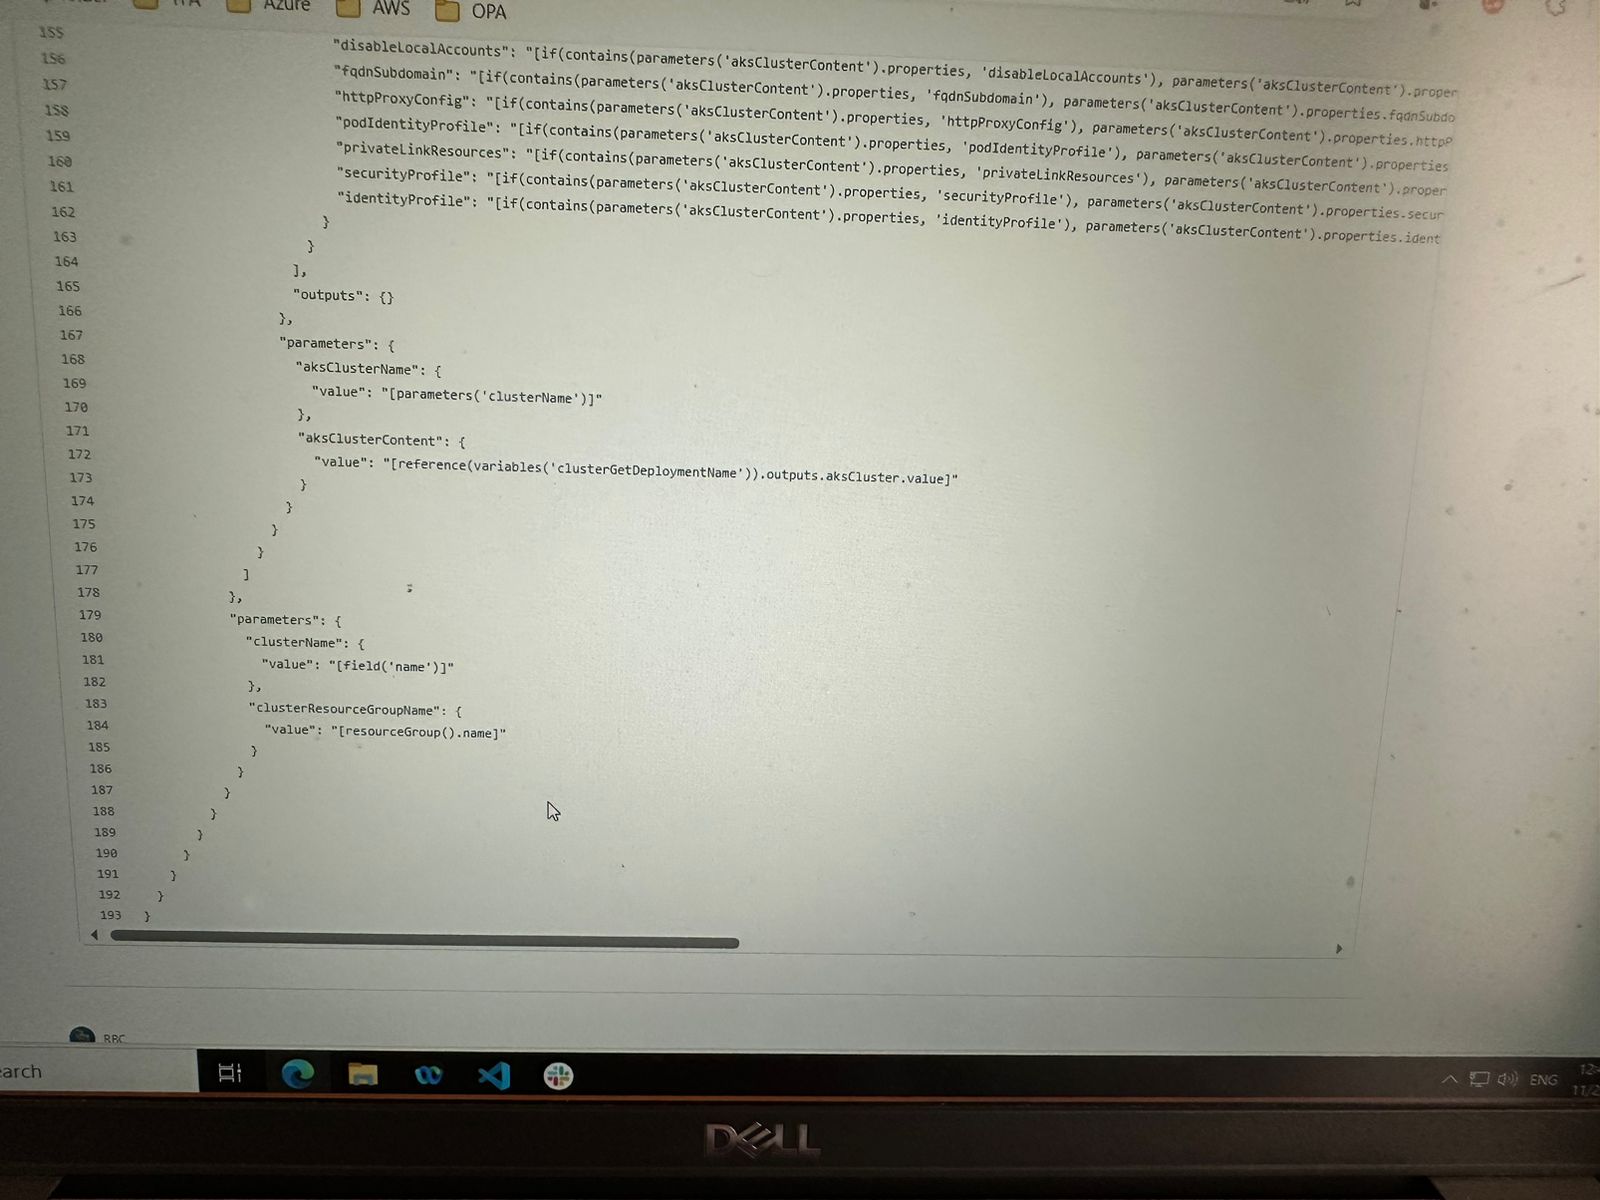 Azure
AWS
OPA
155 "disableLocalAccounts": "[if(contains(parameters('aksClusterContent').properties, 'disableLocalAccounts'), parameters('aksClusterContent').proper
156 "fqdnSubdomain": "[if(contains(parameters('aksClusterContent').properties, 'fqdnSubdomain'), parameters('aksClusterContent').properties.fqdnSubdo
157 "httpProxyConfig": "[if(contains(parameters('aksClusterContent').properties, 'httpProxyConfig'), parameters('aksClusterContent').properties.httpP
158 "podIdentityProfile": "[if(contains(parameters('aksClusterContent').properties, 'podIdentityProfile'), parameters('aksClusterContent').properties
159 "privateLinkResources": "[if(contains(parameters('aksClusterContent').properties, 'privateLinkResources'), parameters('aksClusterContent').proper
160 "securityProfile": "[if(contains(parameters('aksClusterContent').properties, 'securityProfile'), parameters('aksClusterContent').properties.secur
161 "identityProfile": "[if(contains(parameters('aksClusterContent').properties, 'identityProfile'), parameters('aksClusterContent').properties.ident
162 }
163 }
164 ],
165 "outputs": {}
166 },
167 "parameters": {
168 "aksClusterName": {
169 "value": "[parameters('clusterName')]"
170 },
171 "aksClusterContent": {
172 "value": "[reference(variables('clusterGetDeploymentName')).outputs.aksCluster.value]"
173 }
174 }
175 }
176 }
177 ]
178 },
179 "parameters": {
180 "clusterName": {
181 "value": "[field('name')]"
182 },
183 "clusterResourceGroupName": {
184 "value": "[resourceGroup().name]"
185 }
186 }
187 }
188 }
189 }
190 }
191 }
192 }
193 }
RBC
earch
ENG
DELL